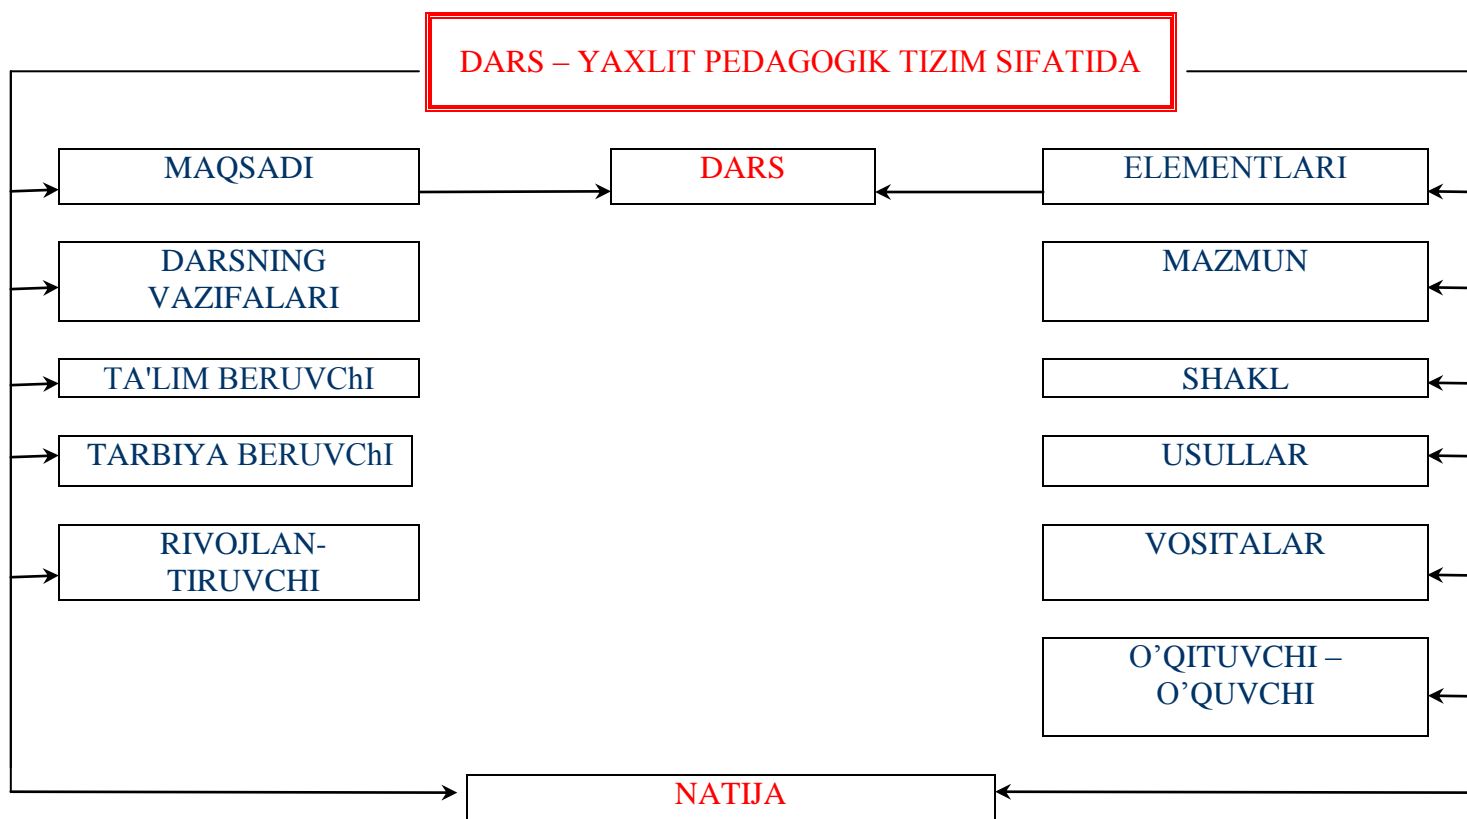 DARS – YAXLIT PEDAGOGIK TIZIM SIFATIDA
MAQSADI
DARS
ELEMENTLARI
DARSNING
VAZIFALARI
MAZMUN
TA'LIM BERUVChI
SHAKL
TARBIYA BERUVChI
USULLAR
RIVOJLAN-
TIRUVCHI
VOSITALAR
O’QITUVCHI –
O’QUVCHI
NATIJA